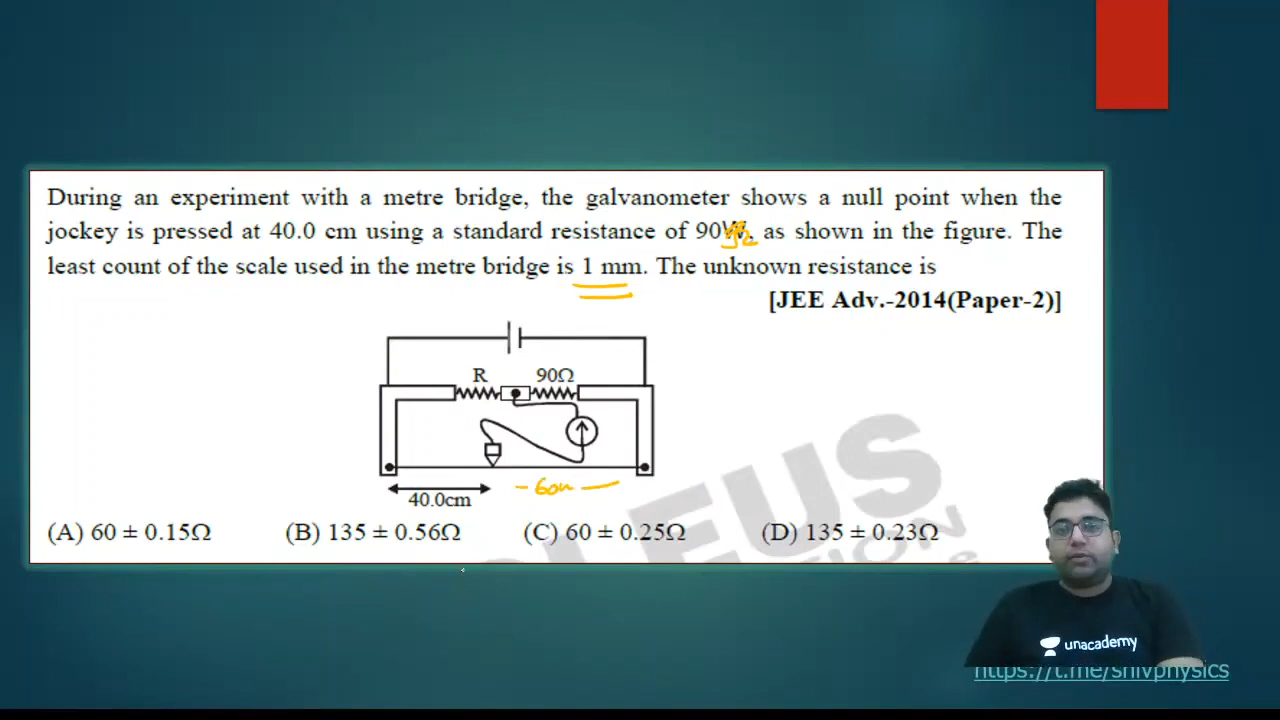 During an experiment with a metre bridge, the galvanometer shows a null point when the
jockey is pressed at 40.0 cm using a standard resistance of 90Ω, as shown in the figure. The
least count of the scale used in the metre bridge is 1 mm. The unknown resistance is
[JEE Adv.-2014(Paper-2)]
R 90Ω
60cm
40.0cm
(A) 60 ± 0.15Ω (B) 135 ± 0.56Ω (C) 60 ± 0.25Ω (D) 135 ± 0.23Ω
unacademy
https://t.me/shivphysics